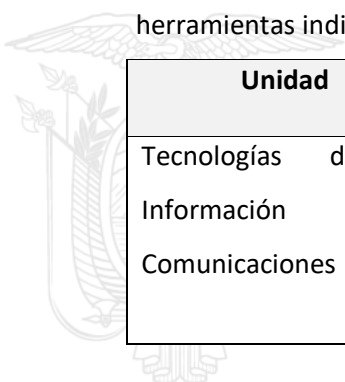 herramientas indi
Unidad
Tecnologías d
Información
Comunicaciones